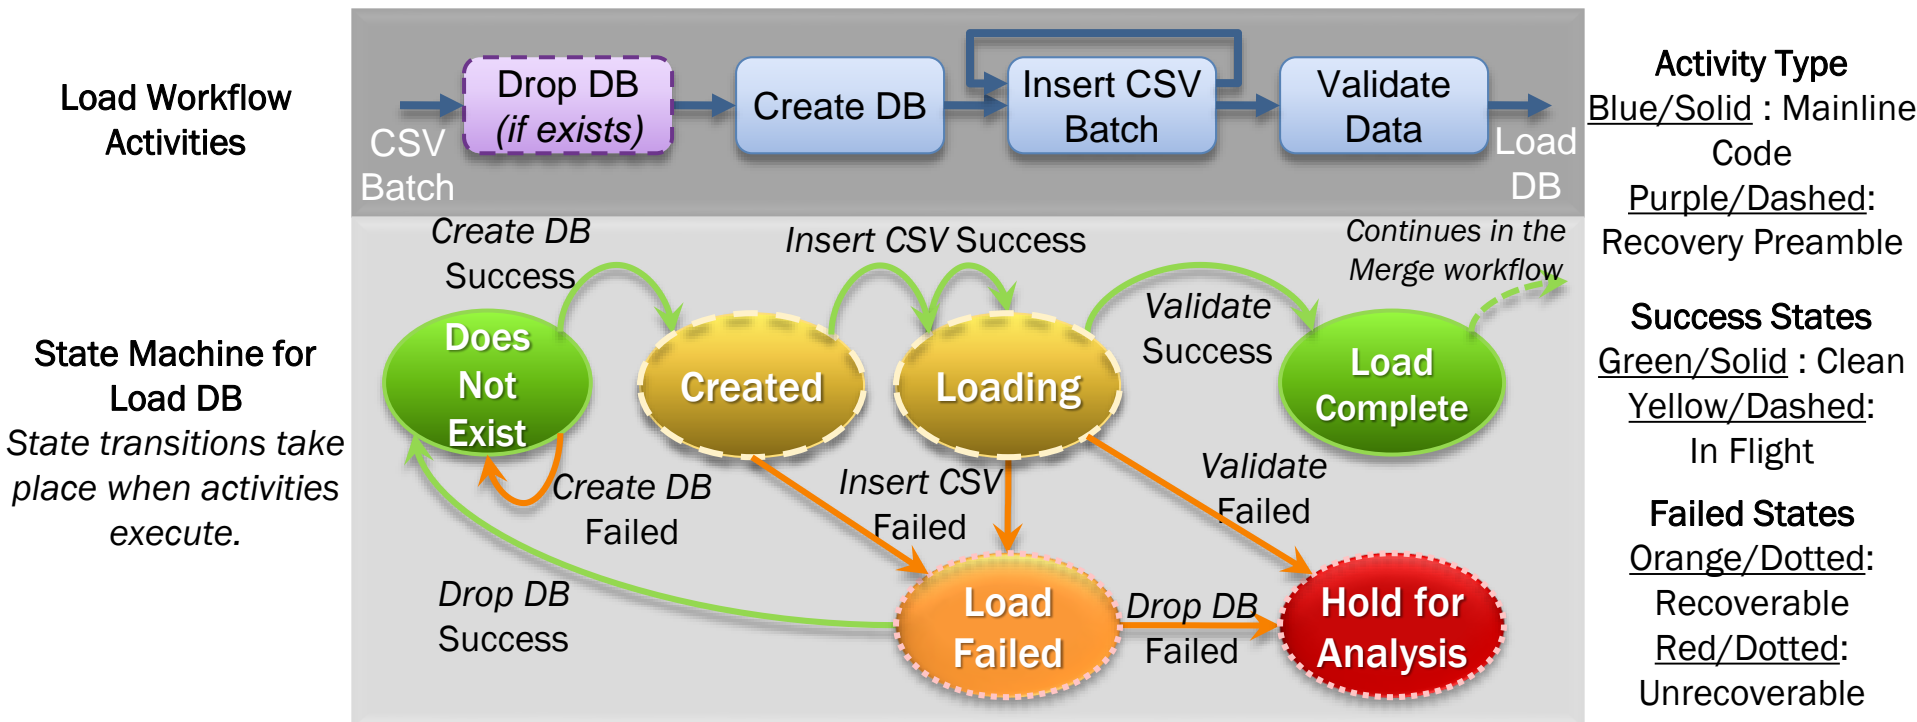 Load Workflow
Activities
CSV
Batch
Drop DB
(if exists)
Create DB
Insert CSV
Batch
Validate
Data
Load
DB
Activity Type
Blue/Solid : Mainline
Code
Purple/Dashed:
Recovery Preamble
State Machine for
Load DB
State transitions take
place when activities
execute.
Create DB
Success
Insert CSV Success
Continues in the
Merge workflow
Validate
Success
Does
Not
Exist
Created
Loading
Load
Complete
Create DB
Failed
Insert CSV
Failed
Validate
Failed
Drop DB
Success
Load
Failed
Drop DB
Failed
Hold for
Analysis
Success States
Green/Solid : Clean
Yellow/Dashed:
In Flight
Failed States
Orange/Dotted:
Recoverable
Red/Dotted:
Unrecoverable